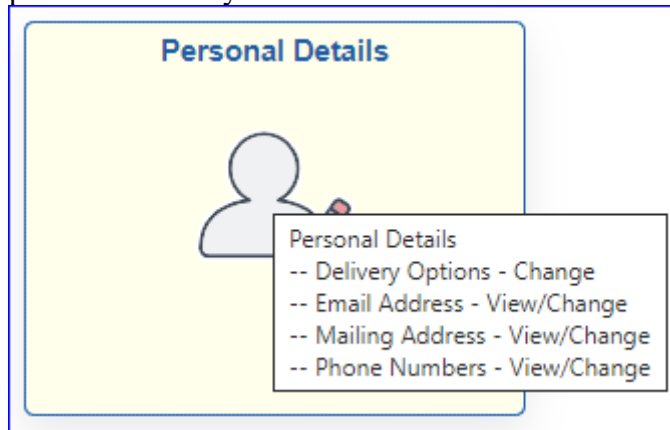 Personal Details
Personal Details
-- Delivery Options - Change
-- Email Address - View/Change
-- Mailing Address - View/Change
-- Phone Numbers - View/Change